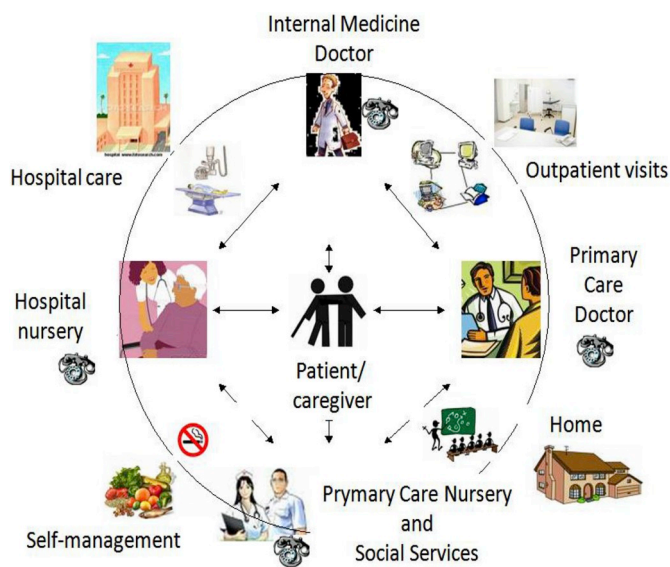 Internal Medicine
Doctor
Hospital care
Outpatient visits
Primary
Care
Doctor
Hospital
nursery
Patient/
caregiver
Home
Prymary Care Nursery
and
Social Services
Self-management